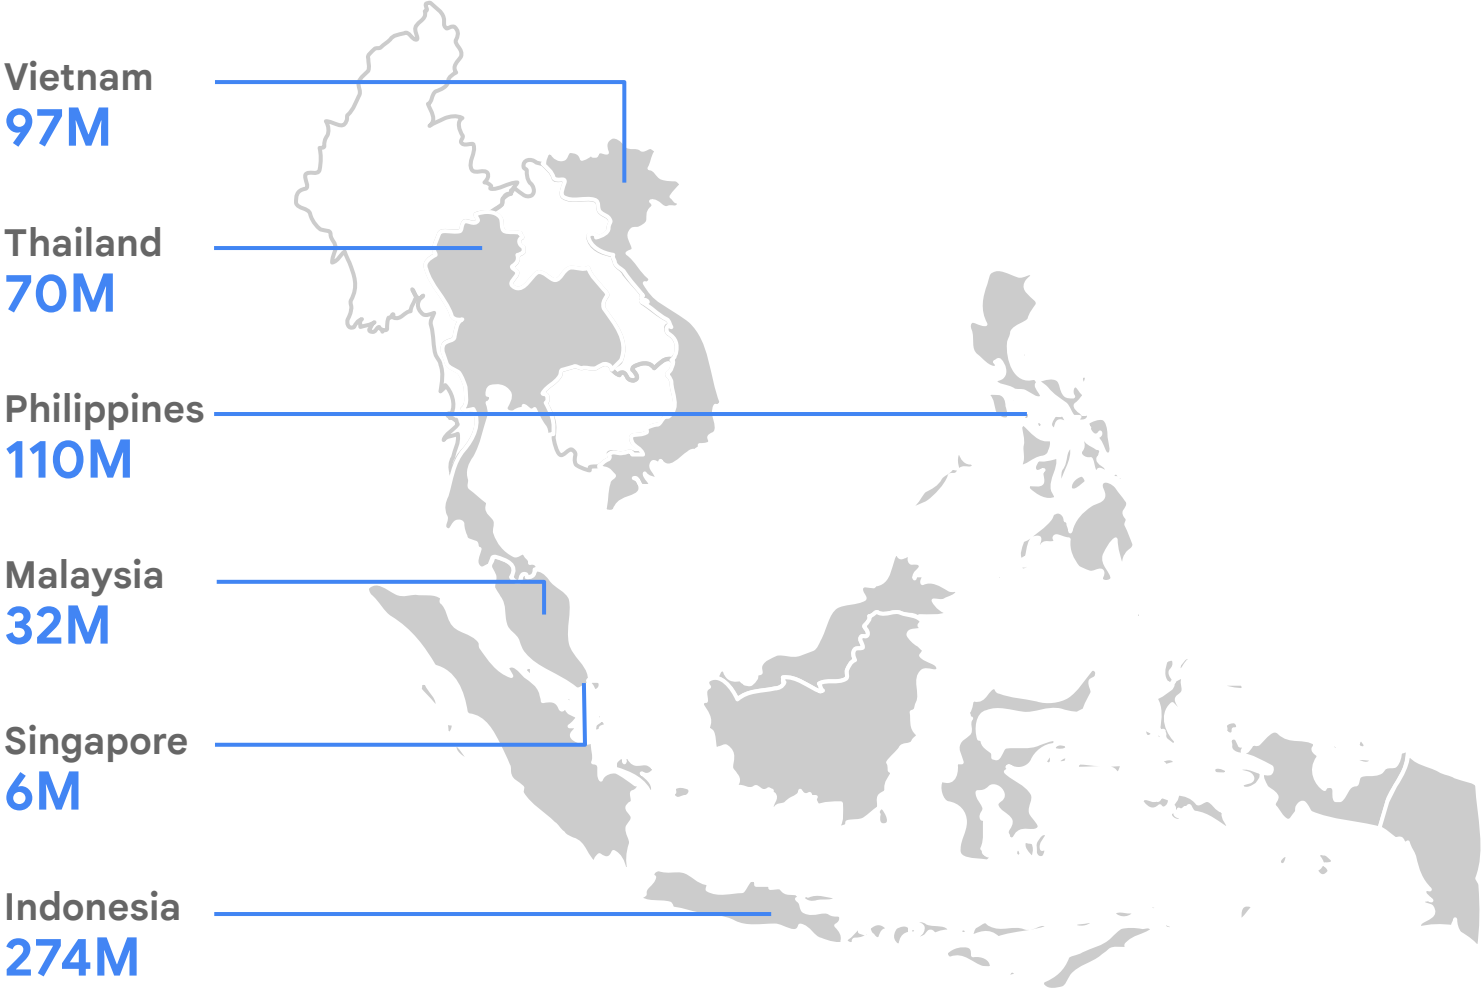 Vietnam
97M
Thailand
70M
Philippines
110M
Malaysia
32M
Singapore
6M
Indonesia
274M